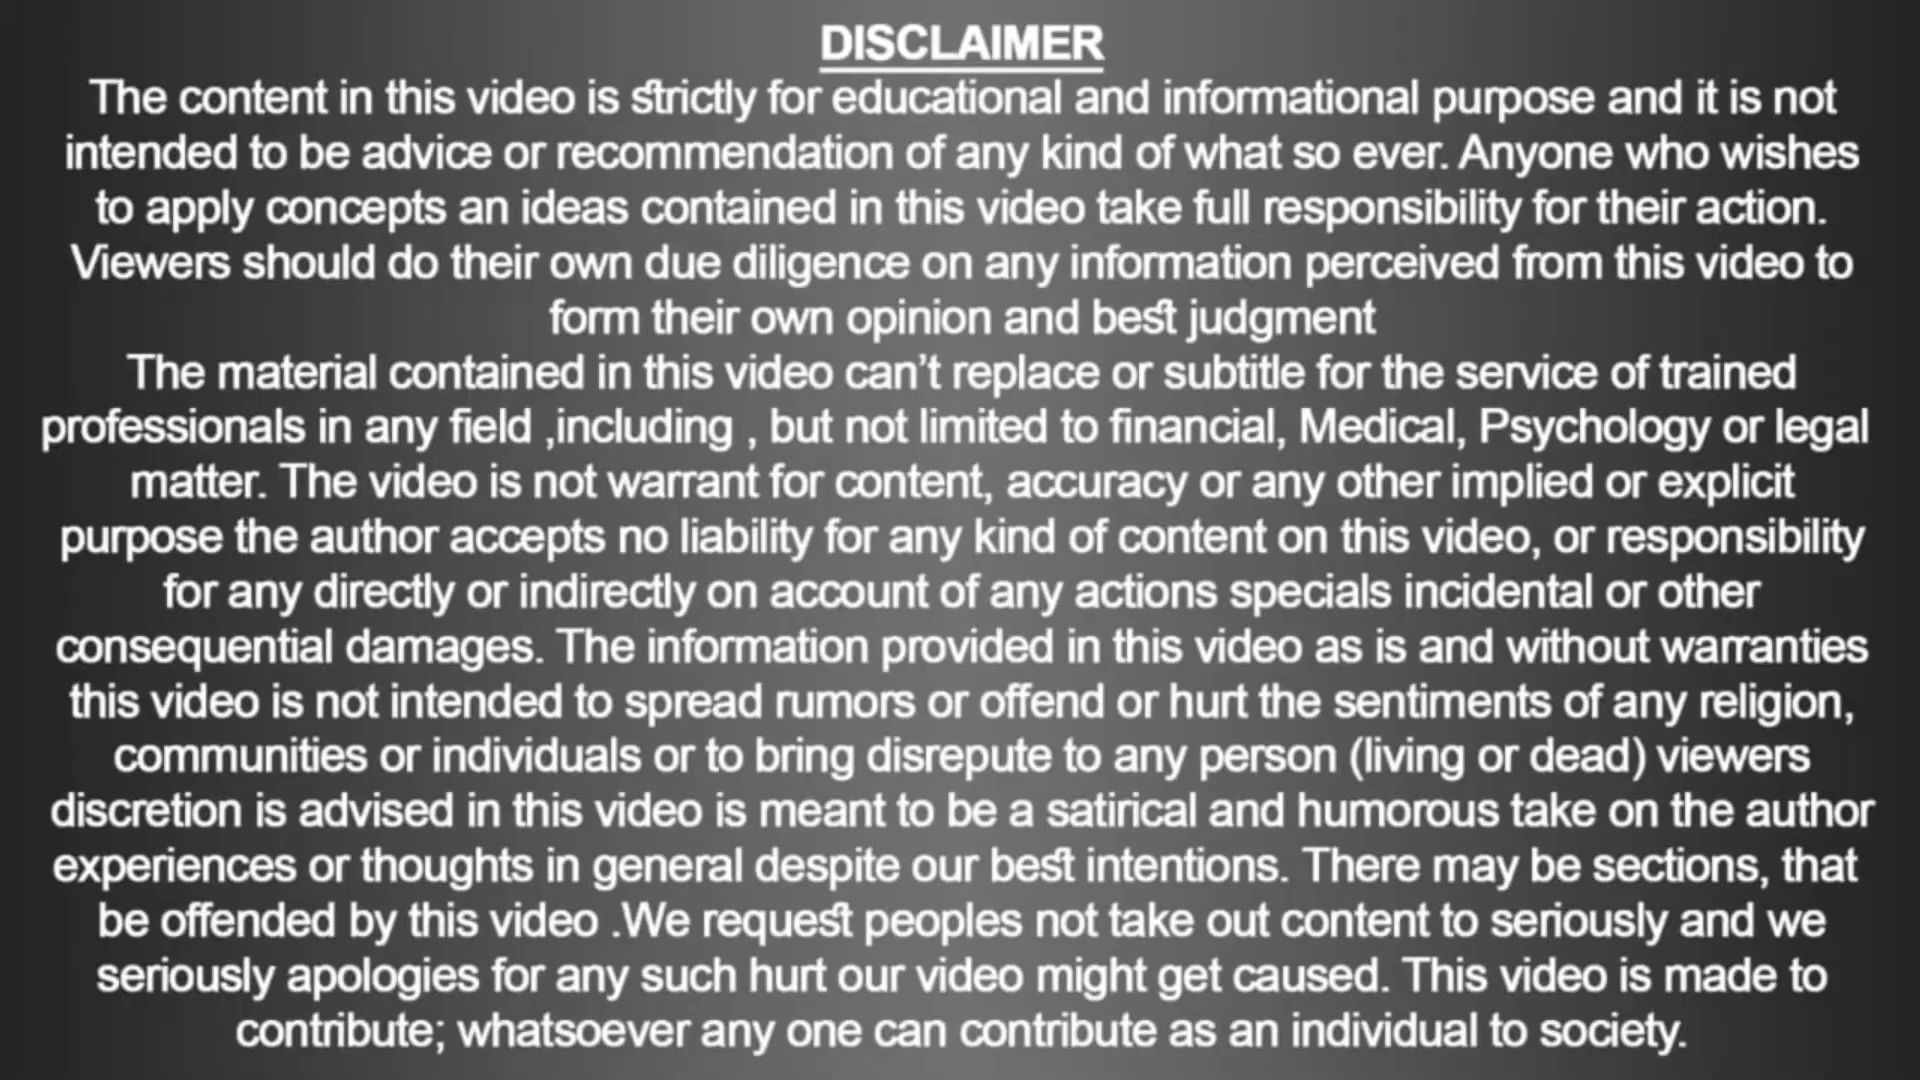 DISCLAIMER
The content in this video is strictly for educational and informational purpose and it is not
intended to be advice or recommendation of any kind of what so ever. Anyone who wishes
to apply concepts an ideas contained in this video take full responsibility for their action.
Viewers should do their own due diligence on any information perceived from this video to
form their own opinion and best judgment
The material contained in this video can't replace or subtitle for the service of trained
professionals in any field ,including , but not limited to financial, Medical, Psychology or legal
matter. The video is not warrant for content, accuracy or any other implied or explicit
purpose the author accepts no liability for any kind of content on this video, or responsibility
for any directly or indirectly on account of any actions specials incidental or other
consequential damages. The information provided in this video as is and without warranties
this video is not intended to spread rumors or offend or hurt the sentiments of any religion,
communities or individuals or to bring disrepute to any person (living or dead) viewers
discretion is advised in this video is meant to be a satirical and humorous take on the author
experiences or thoughts in general despite our best intentions. There may be sections, that
be offended by this video .We request peoples not take out content to seriously and we
seriously apologies for any such hurt our video might get caused. This video is made to
contribute; whatsoever any one can contribute as an individual to society.